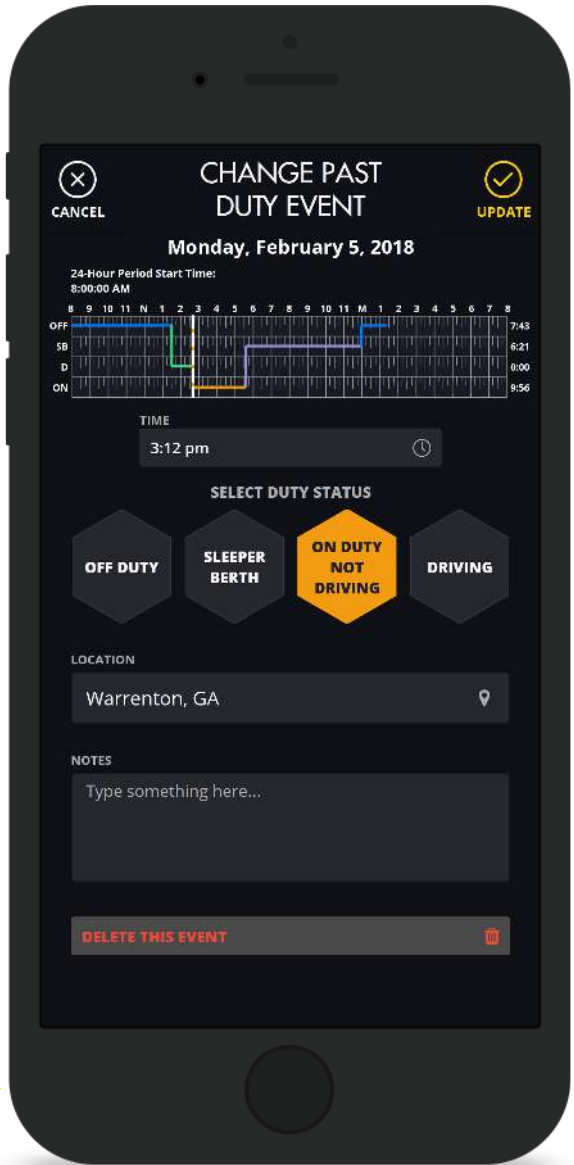 CHANGE PAST
DUTY EVENT
CANCEL
UPDATE
Monday, February 5, 2018
24-Hour Period Start Time:
8:00:00 AM
8 9 10 11 N 1 2 3 4 5 6 7 8 9 10 11 M 1 2 3 4 5 6 7 8
OFF 7:43
SB 6:21
D 0:00
ON 9:56
TIME
3:12 pm
SELECT DUTY STATUS
OFF DUTY
SLEEPER
BERTH
ON DUTY
NOT
DRIVING
DRIVING
LOCATION
Warrenton, GA
NOTES
Type something here...
DELETE THIS EVENT